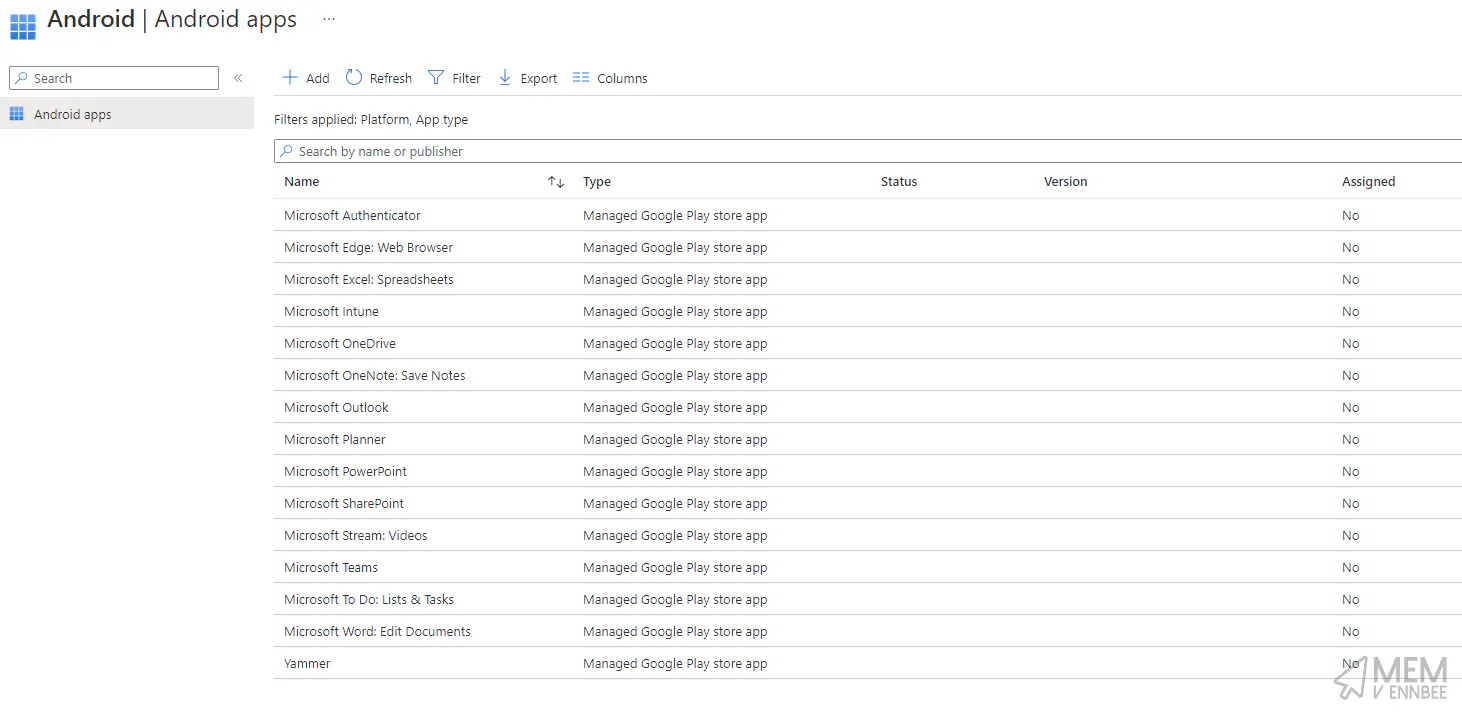 Android | Android apps ...
Search «
Android apps
Add Refresh Filter Export Columns
Filters applied: Platform, App type
Search by name or publisher
Name ↑↓ Type Status Version Assigned
Microsoft Authenticator Managed Google Play store app No
Microsoft Edge: Web Browser Managed Google Play store app No
Microsoft Excel: Spreadsheets Managed Google Play store app No
Microsoft Intune Managed Google Play store app No
Microsoft OneDrive Managed Google Play store app No
Microsoft OneNote: Save Notes Managed Google Play store app No
Microsoft Outlook Managed Google Play store app No
Microsoft Planner Managed Google Play store app No
Microsoft PowerPoint Managed Google Play store app No
Microsoft SharePoint Managed Google Play store app No
Microsoft Stream: Videos Managed Google Play store app No
Microsoft Teams Managed Google Play store app No
Microsoft To Do: Lists & Tasks Managed Google Play store app No
Microsoft Word: Edit Documents Managed Google Play store app No
Yammer Managed Google Play store app No
MEM
V ENNBEE